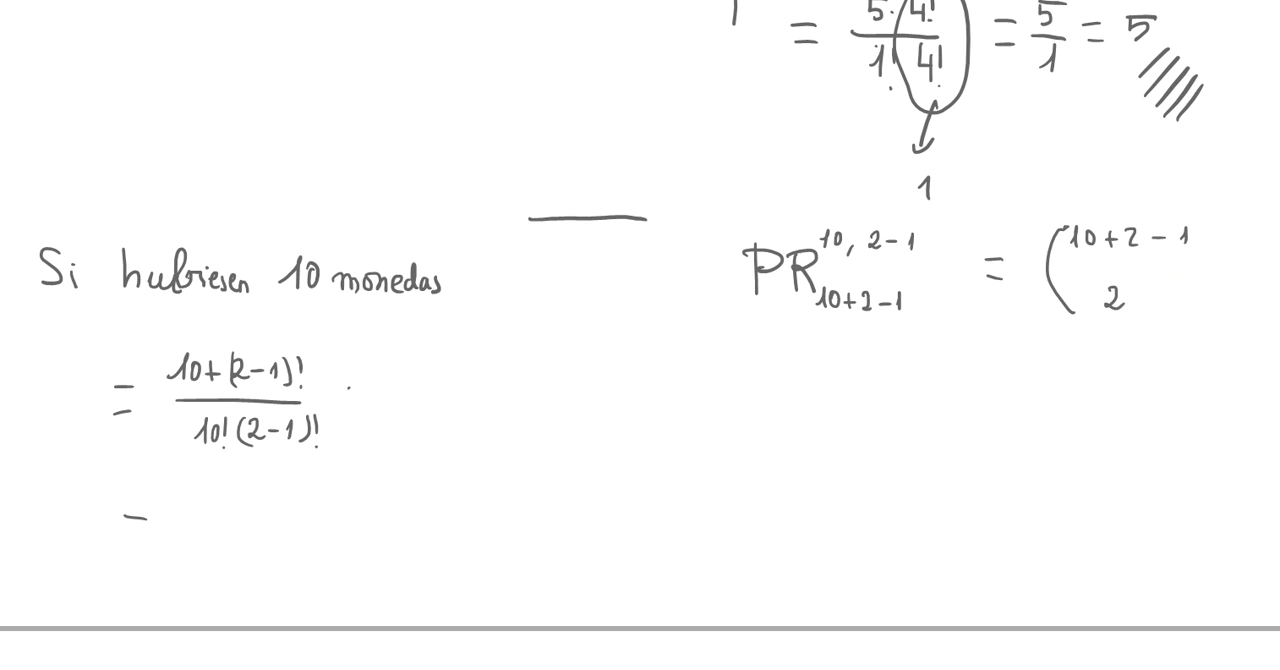 = 5·4! / 1! 4! = 5/1 = 5
1
Si hubiesen 10 monedas PR^{10, 2-1}_{10+2-1} = (10+2-1 2
= 10+(2-1)! / 10!(2-1)!
-